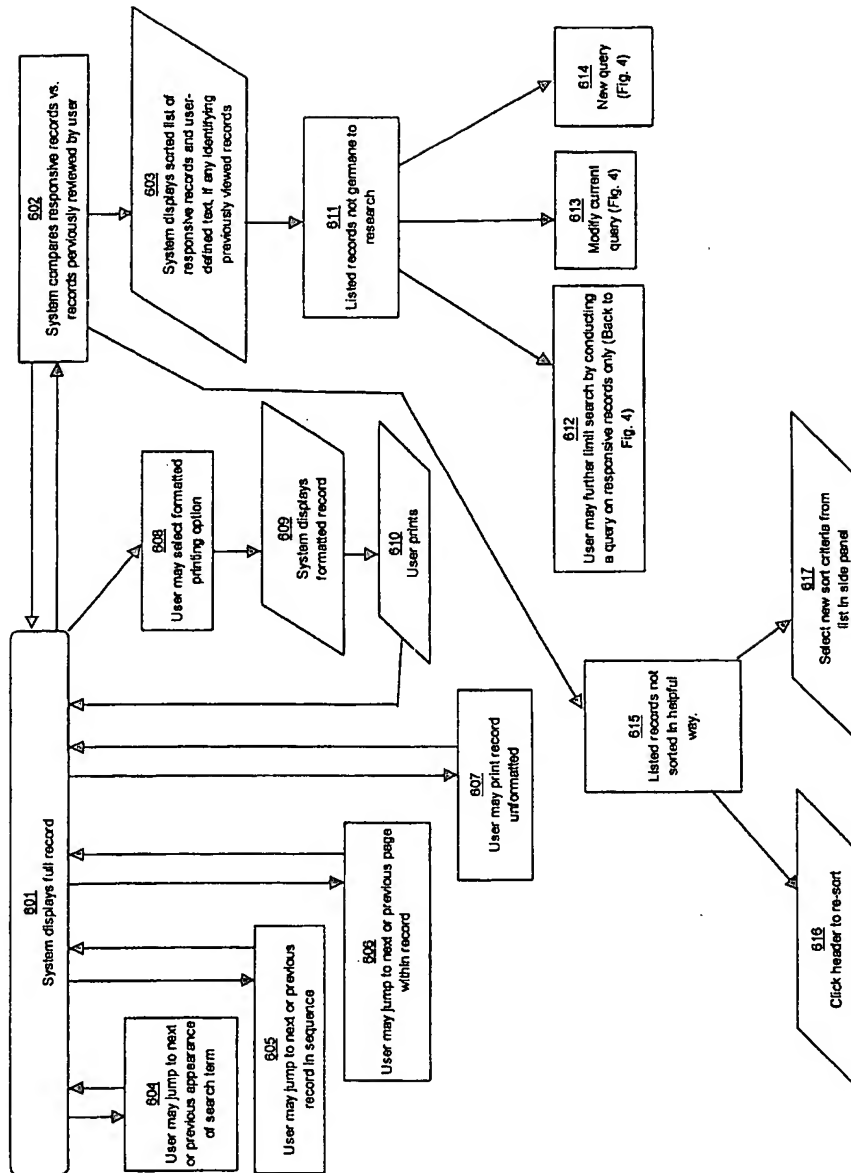 601
System displays full record
602
System compares responsive records vs.
records perviously reviewed by user
603
System displays sorted list of
responsive records and user-
defined text, if any identifying
previously viewed records
604
User may jump to next
or previous appearance
of search term
605
User may jump to next or previous
record in sequence
606
User may jump to next or previous page
within record
607
User may print record
unformatted
608
User may select formatted
printing option
609
System displays
formatted record
610
User prints
611
Listed records not germane to
research
612
User may further limit search by conducting
a query on responsive records only (Back to
Fig. 4)
613
Modify current
query (Fig. 4)
614
New query
(Fig. 4)
615
Listed records not
sorted in helpful
way.
616
Click header to re-sort
617
Select new sort criteria from
list in side panel